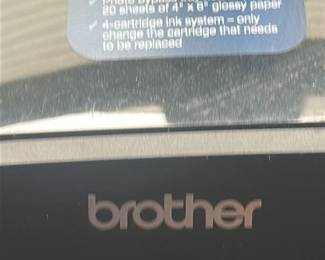 20 sheets of 4" x 6" glossy paper
✓ 4-cartridge ink system = only
change the cartridge that needs
to be replaced
brother